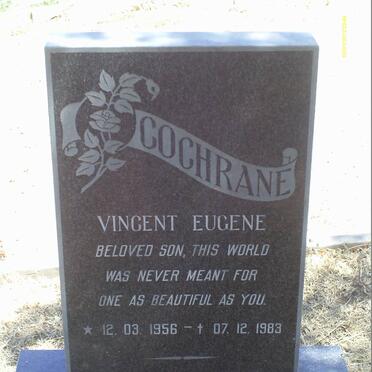 COCHRANE
VINCENT EUGENE
BELOVED SON, THIS WORLD
WAS NEVER MEANT FOR
ONE AS BEAUTIFUL AS YOU.
★ 12. 03. 1956 – † 07. 12. 1983